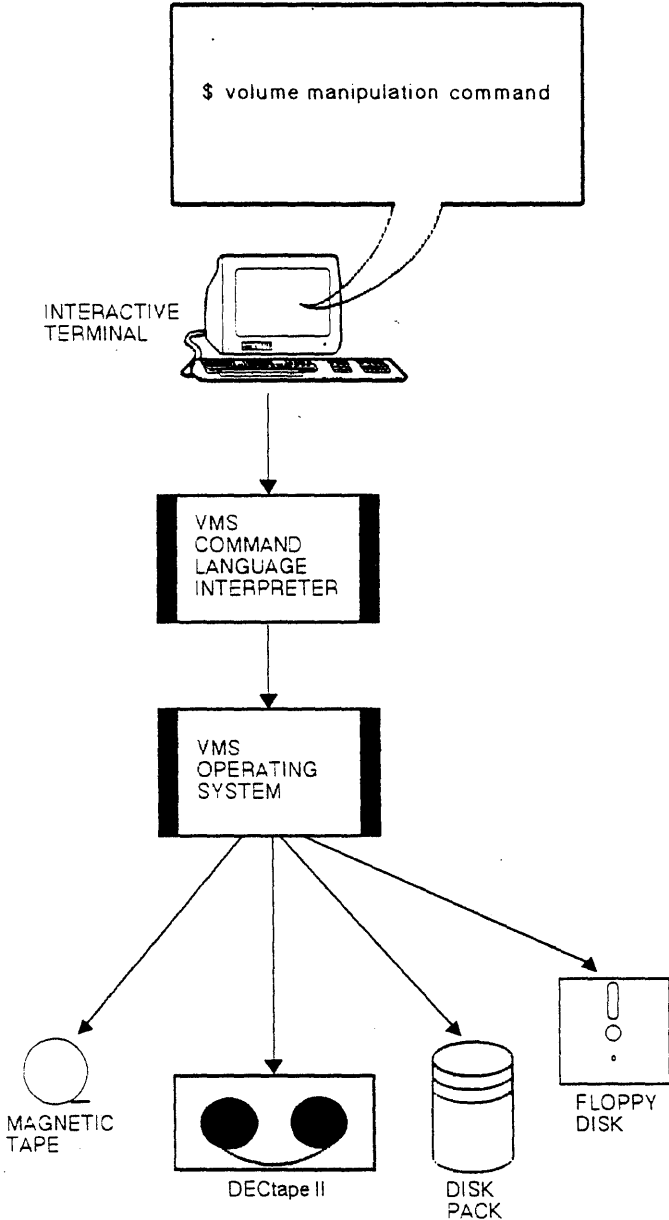 $ volume manipulation command
INTERACTIVE
TERMINAL
VMS
COMMAND
LANGUAGE
INTERPRETER
VMS
OPERATING
SYSTEM
MAGNETIC
TAPE
DECtape II
DISK
PACK
FLOPPY
DISK